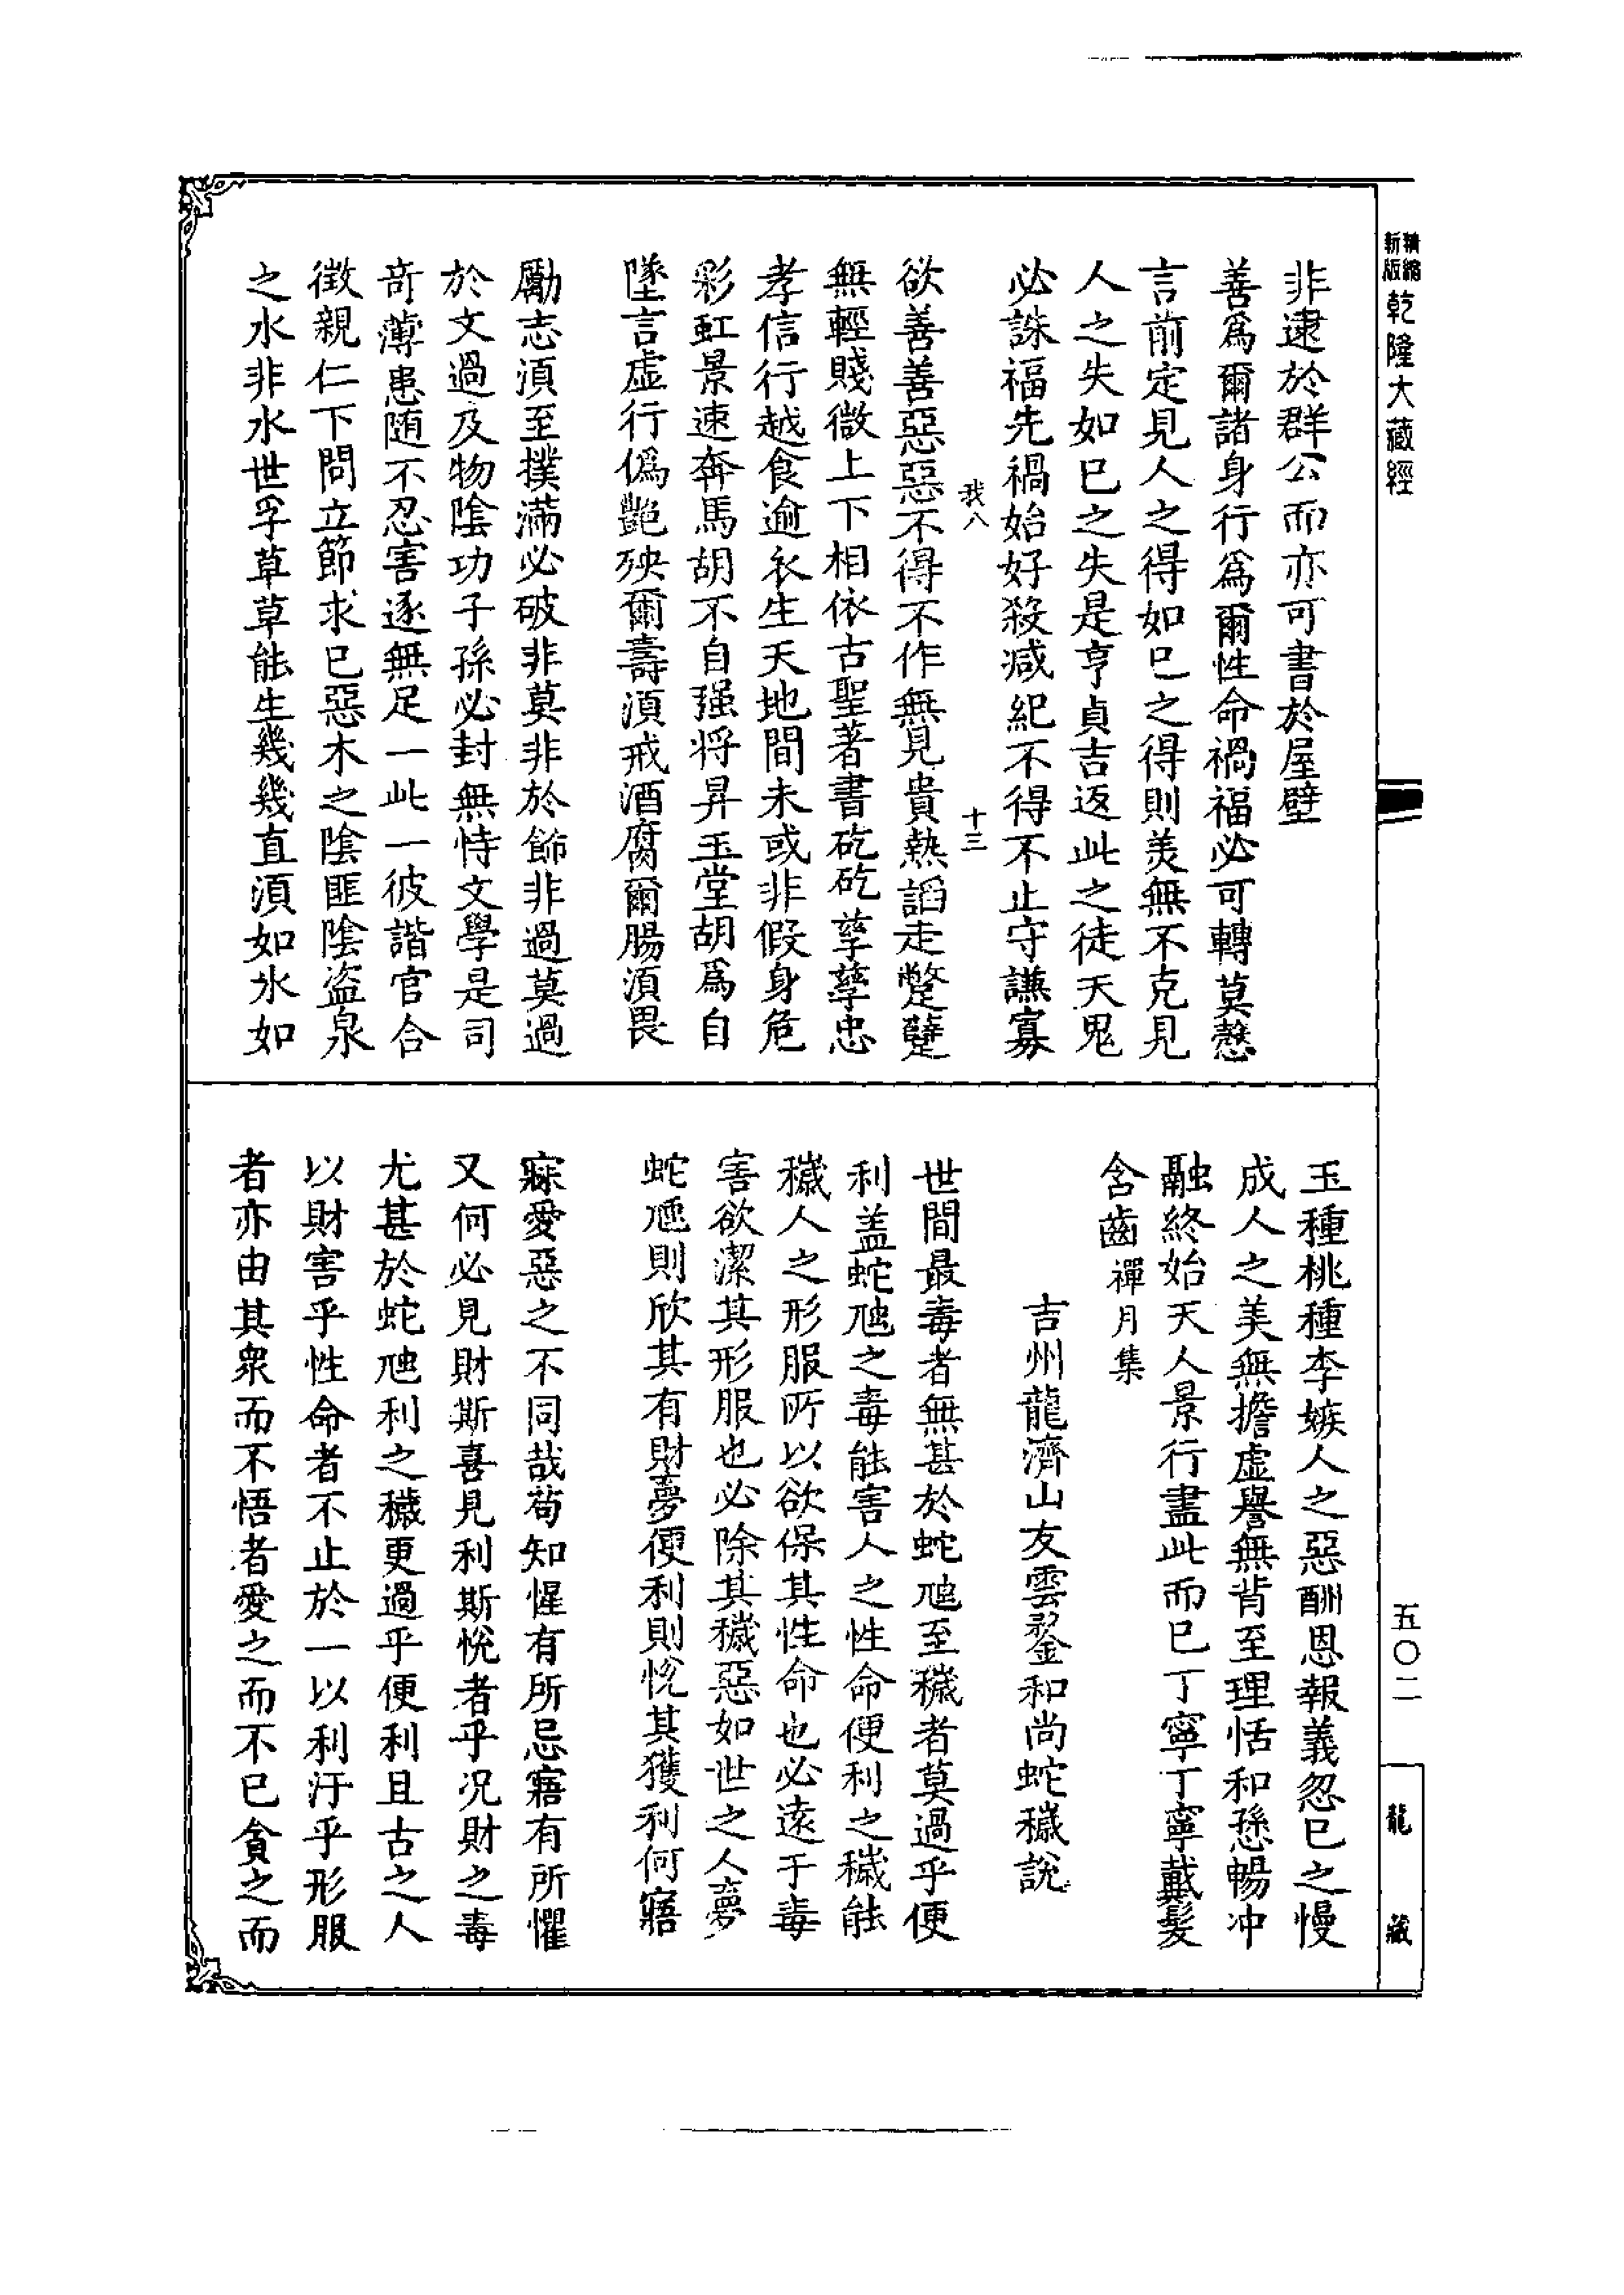 精縮新版乾隆大藏經
非逮於群公而亦可書於屋壁
善爲爾諸身行爲爾性命禍福必可轉莫慤
言前定見人之得如巳之得則美無不克見
人之失如巳之失是亨貞吉返此之徒天鬼
必誅福先禍始好殺减紀不得不止守謙寡
我八 十三
欲善善惡惡不得不作無見貴熱謟走蹩躠
無輕賤微上下相依古聖著書矻矻孳孳忠
孝信行越食逾衣生天地間未或非假身危
彩虹景速奔馬胡不自强將昇玉堂胡爲自
墜言虛行僞艷殃爾壽須戒酒腐爾腸須畏
勵志須至撲滿必破非莫非於飾非過莫過
於文過及物陰功子孫必封無恃文學是司
竒薄患随不忍害逐無足一此一彼諧官合
徴親仁下問立節求巳惡木之陰匪陰盜泉
之水非水世孚草草能生幾幾直須如氷如
玉種桃種李嫉人之惡酬恩報義忽巳之慢
成人之美無擔虛譽無背至理恬和愻暢冲
融終始天人景行盡此而巳丁寧丁寧戴髮
含齒禪月集
吉州龍濟山友雲鍪和尚蛇穢說
世間最毒者無甚於蛇虺至穢者莫過乎便
利盖蛇虺之毒能害人之性命便利之穢能
穢人之形服所以欲保其性命也必遠于毒
害欲潔其形服也必除其穢惡如世之人夢
蛇虺則欣其有財夢便利則悅其獲利何寤
寐愛惡之不同哉苟知惺有所忌寤有所懼
又何必見財斯喜見利斯悅者乎况財之毒
尤甚於蛇虺利之穢更過乎便利且古之人
以財害乎性命者不止於一以利汙乎形服
者亦由其衆而不悟者愛之而不巳貪之而
五〇二
龍藏